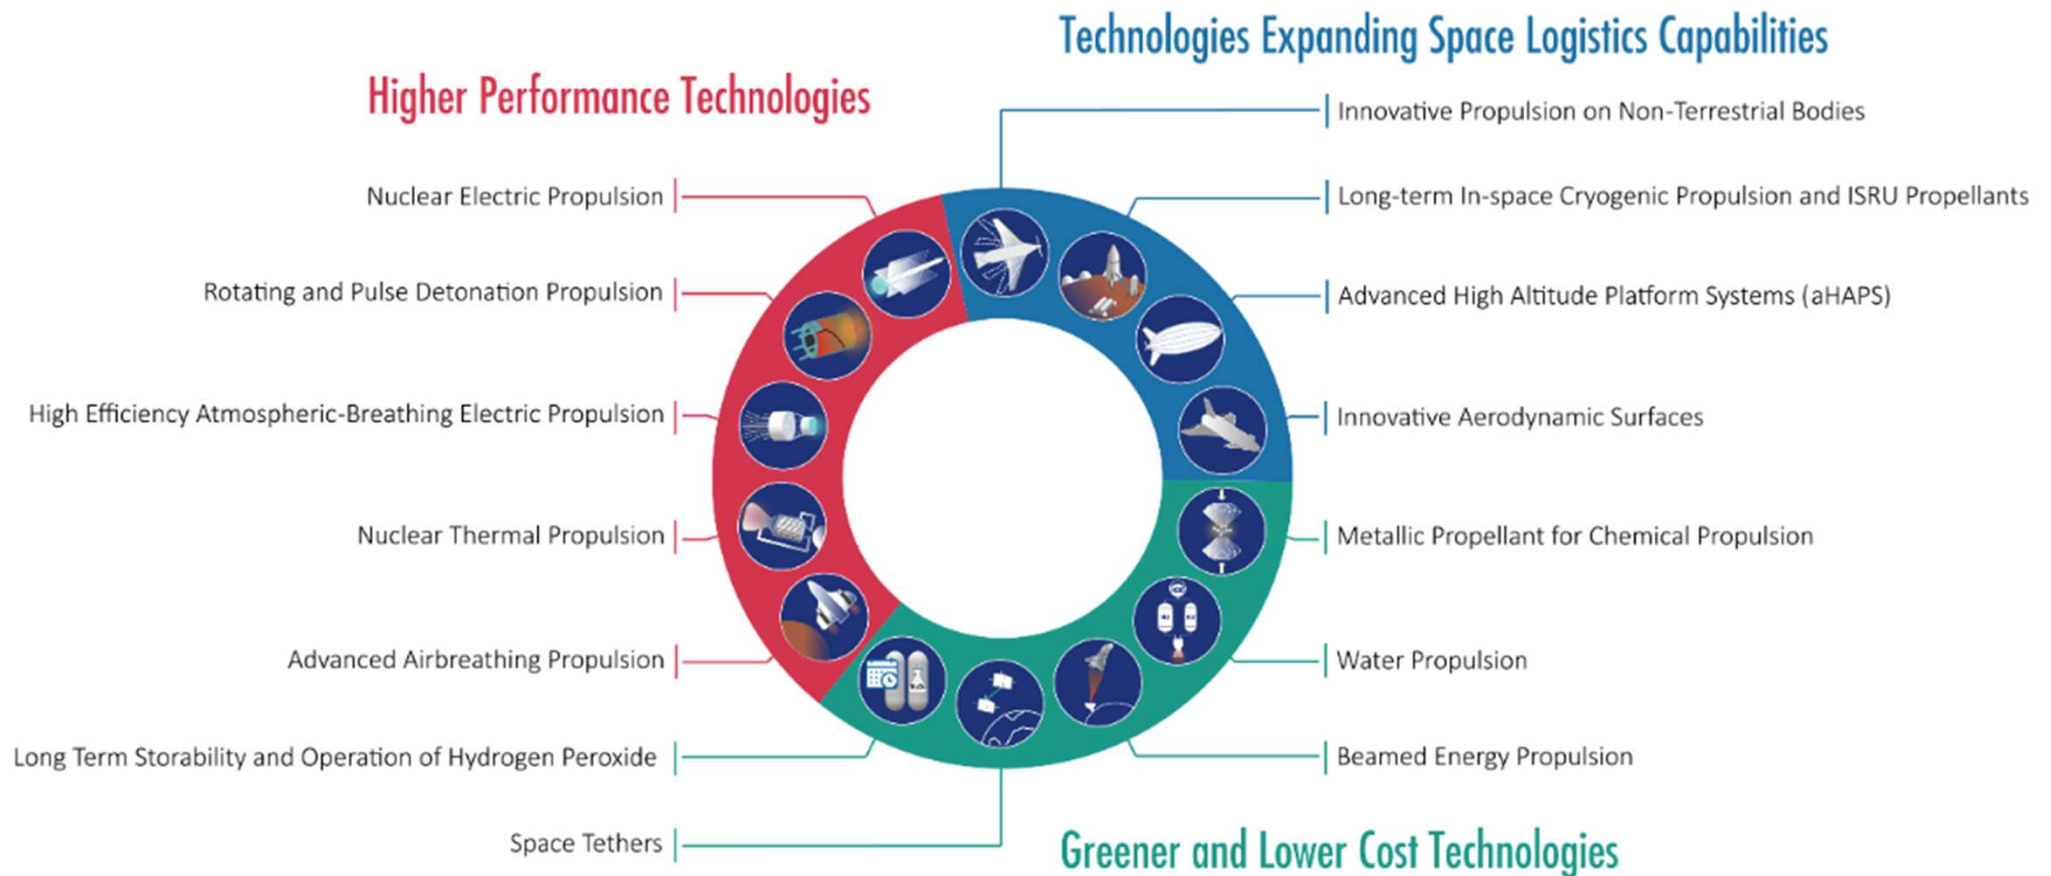 Technologies Expanding Space Logistics Capabilities
Higher Performance Technologies
Innovative Propulsion on Non-Terrestrial Bodies
Nuclear Electric Propulsion
Long-term In-space Cryogenic Propulsion and ISRU Propellants
Rotating and Pulse Detonation Propulsion
Advanced High Altitude Platform Systems (aHAPS)
High Efficiency Atmospheric-Breathing Electric Propulsion
Innovative Aerodynamic Surfaces
Nuclear Thermal Propulsion
Metallic Propellant for Chemical Propulsion
Advanced Airbreathing Propulsion
Water Propulsion
Long Term Storability and Operation of Hydrogen Peroxide
Beamed Energy Propulsion
Space Tethers
Greener and Lower Cost Technologies